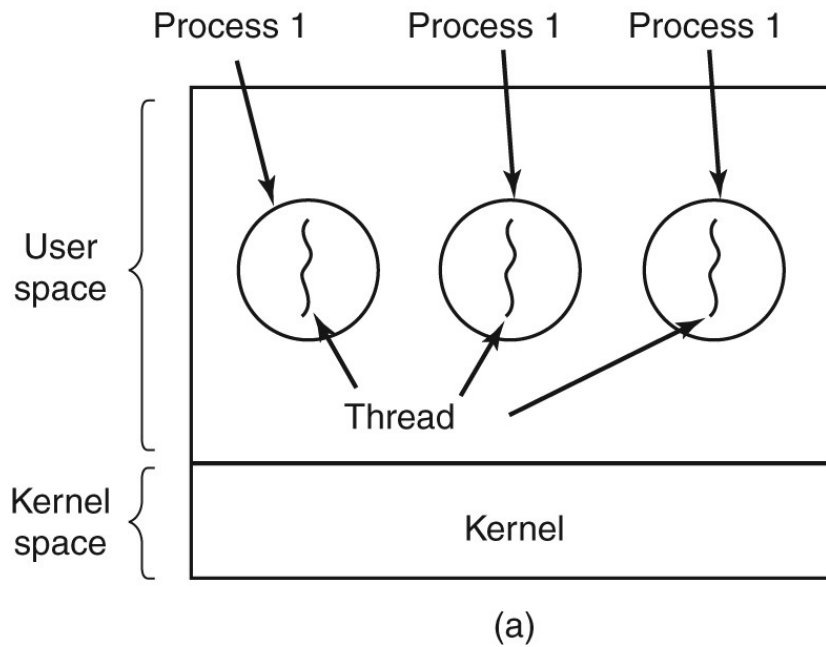 Process 1
Process 1
Process 1
User
space
Thread
Kernel
space
Kernel
(a)